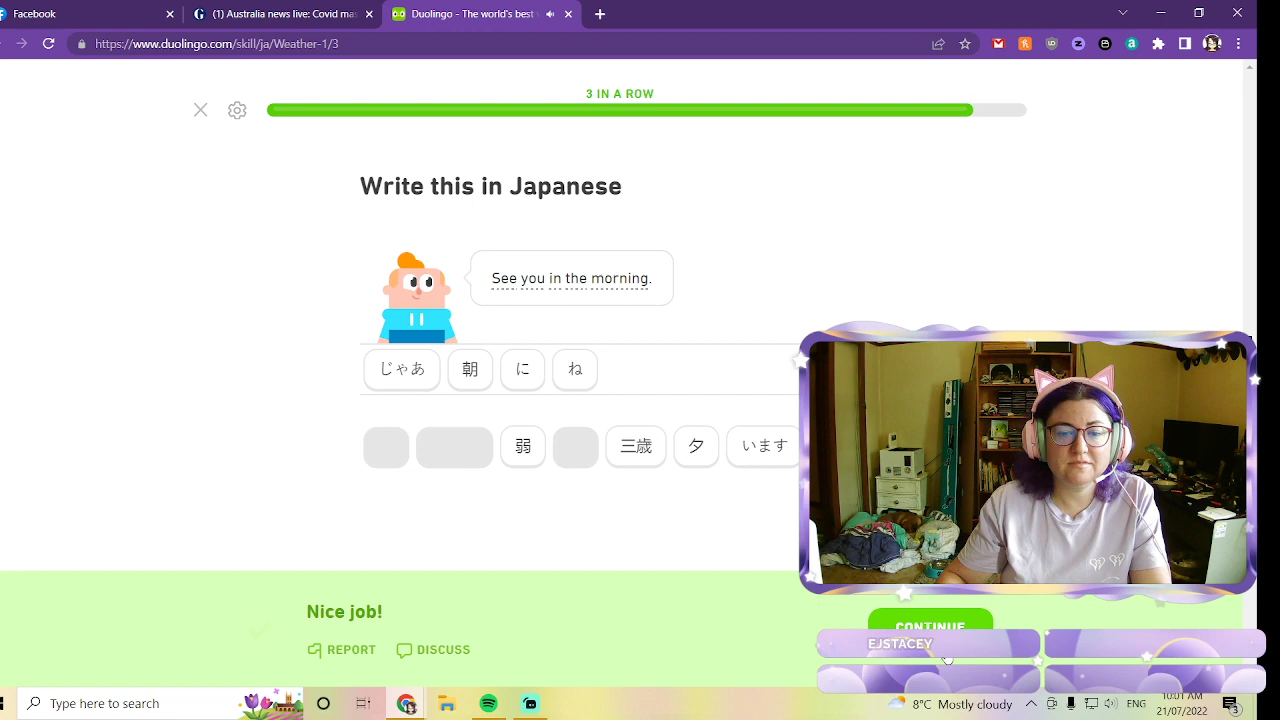 Facebook
(1) Australia news live: Covid mas
Duolingo - The world's best
https://www.duolingo.com/skill/ja/Weather-1/3
3 IN A ROW
Write this in Japanese
See you in the morning.
じゃあ 朝 に ね
弱 三歳 夕 います
Nice job!
REPORT DISCUSS
CONTINUE
EJSTACEY
Type here to search
8°C Mostly cloudy
ENG
10:01 AM
21/07/2022